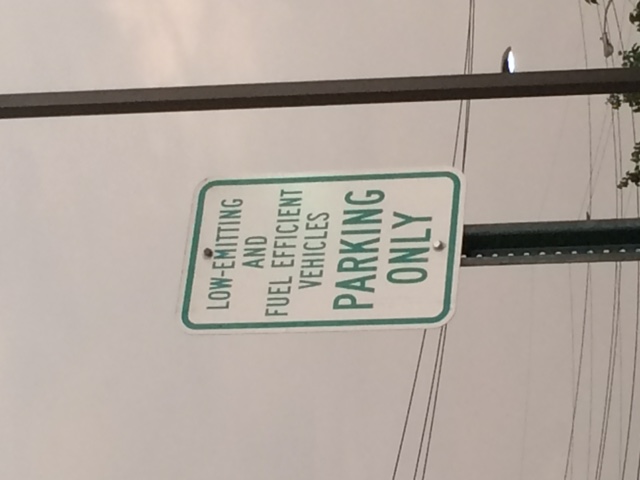 LOW-EMITTING
AND
FUEL EFFICIENT
VEHICLES
PARKING
ONLY